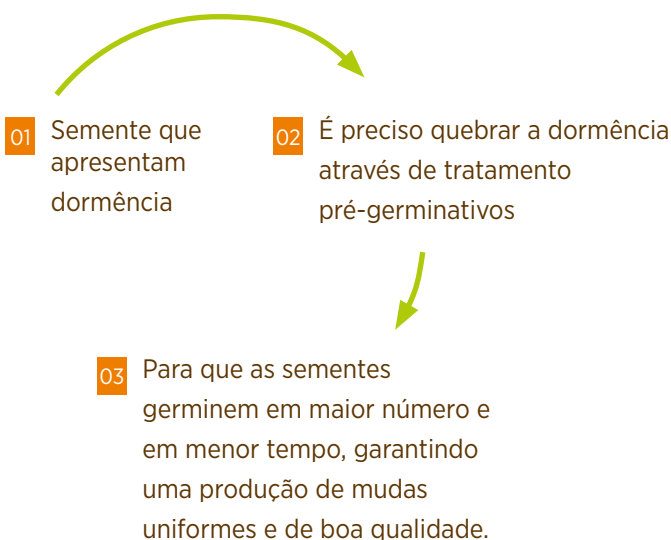 01 Semente que
apresentam
dormência
02 É preciso quebrar a dormência
através de tratamento
pré-germinativos
03 Para que as sementes
germinem em maior número e
em menor tempo, garantindo
uma produção de mudas
uniformes e de boa qualidade.